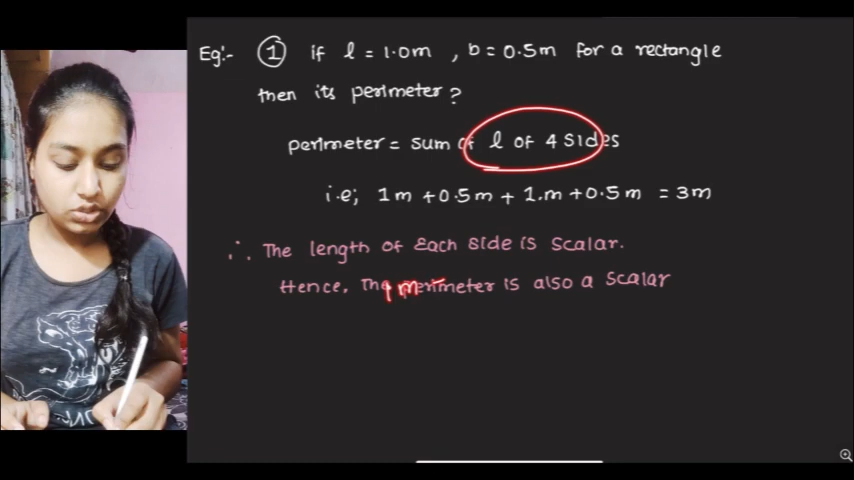 Eg:- ① if l = 1.0m , b = 0.5m for a rectangle
then its perimeter?
perimeter = sum of l of 4 sides
i.e; 1m + 0.5m + 1.m + 0.5m = 3m
∴ The length of Each side is scalar.
Hence, The perimeter is also a scalar
1 m